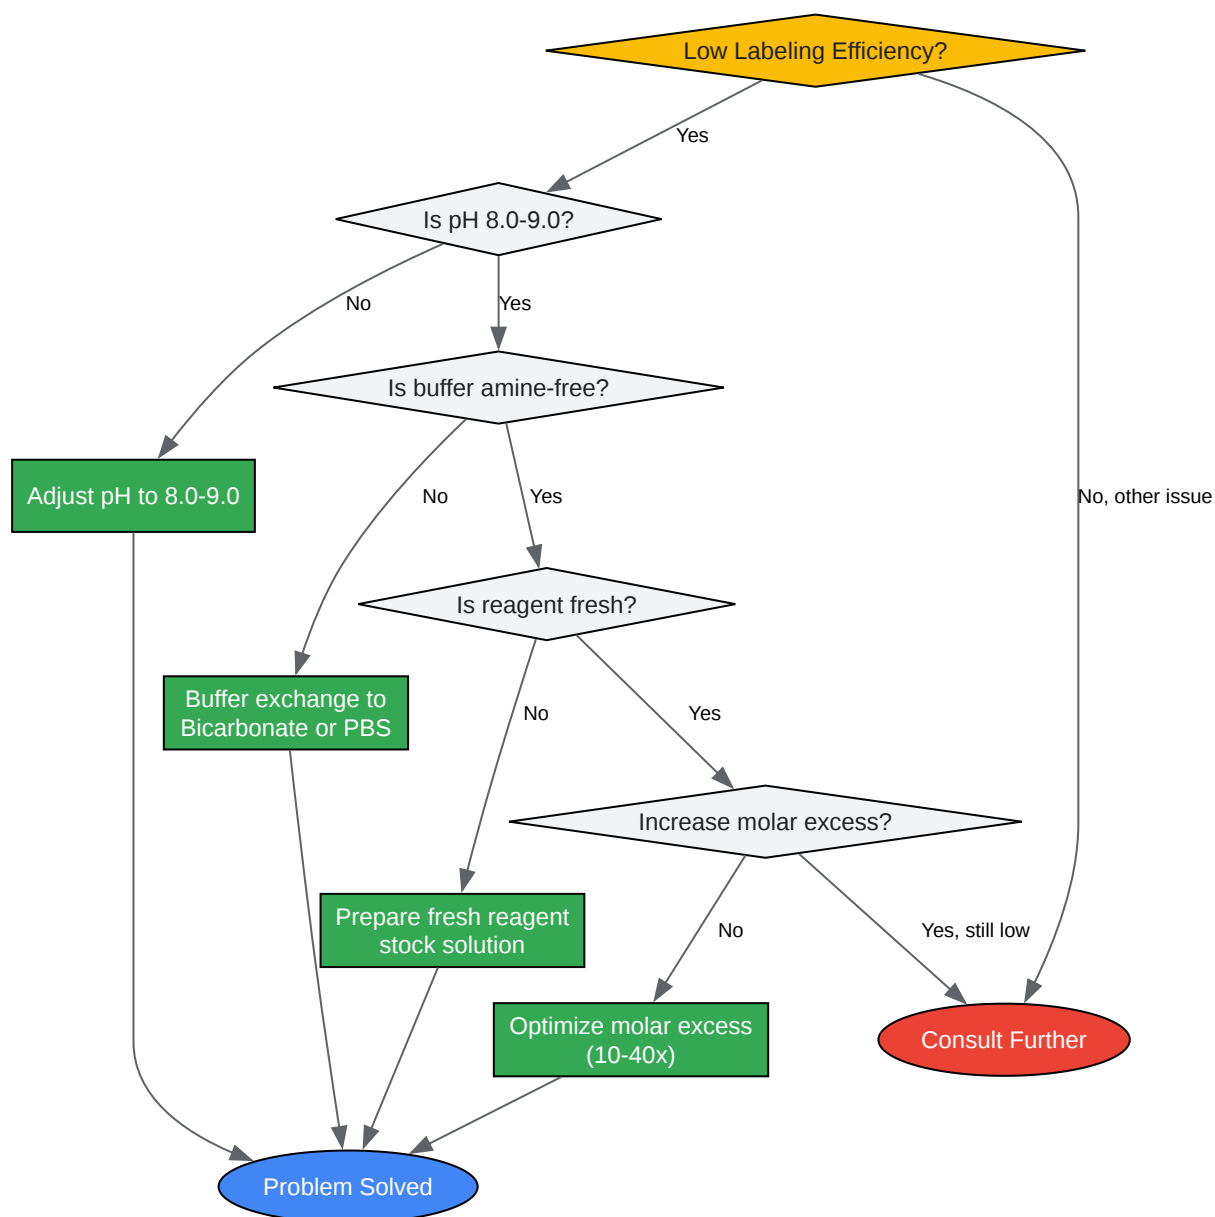 Low Labeling Efficiency?
Yes
Is pH 8.0-9.0?
No
Yes
Is buffer amine-free?
Adjust pH to 8.0-9.0
No
Yes
No, other issue
Is reagent fresh?
Buffer exchange to
Bicarbonate or PBS
No
Yes
Increase molar excess?
Prepare fresh reagent
stock solution
No
Yes, still low
Optimize molar excess
(10-40x)
Consult Further
Problem Solved